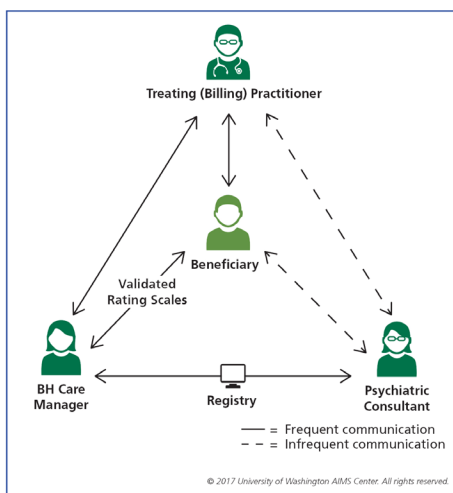 Treating (Billing) Practitioner
Beneficiary
Validated
Rating Scales
BH Care
Manager
Registry
Psychiatric
Consultant
= Frequent communication
= Infrequent communication
© 2017 University of Washington AIMS Center. All rights reserved.